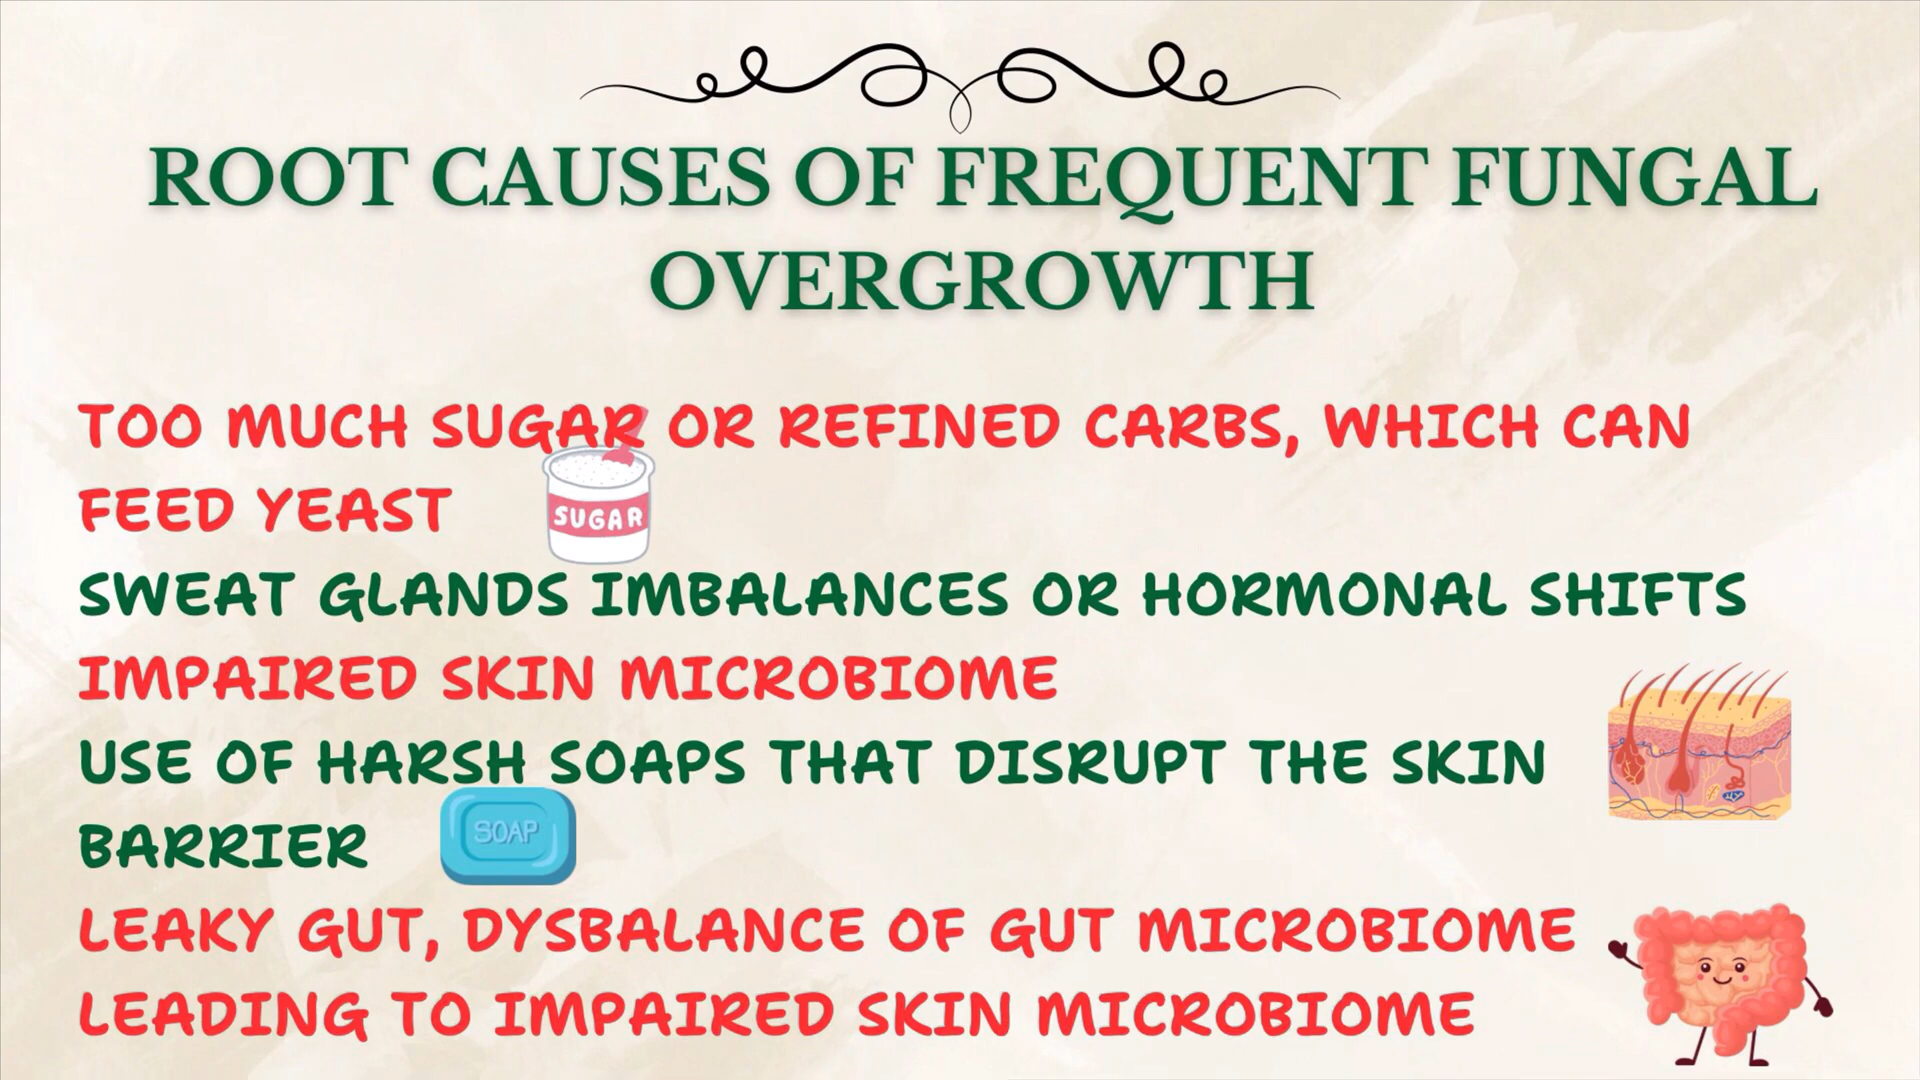 ROOT CAUSES OF FREQUENT FUNGAL
OVERGROWTH
TOO MUCH SUGAR OR REFINED CARBS, WHICH CAN
FEED YEAST
SUGAR
SWEAT GLANDS IMBALANCES OR HORMONAL SHIFTS
IMPAIRED SKIN MICROBIOME
USE OF HARSH SOAPS THAT DISRUPT THE SKIN
BARRIER
SOAP
LEAKY GUT, DYSBALANCE OF GUT MICROBIOME
LEADING TO IMPAIRED SKIN MICROBIOME